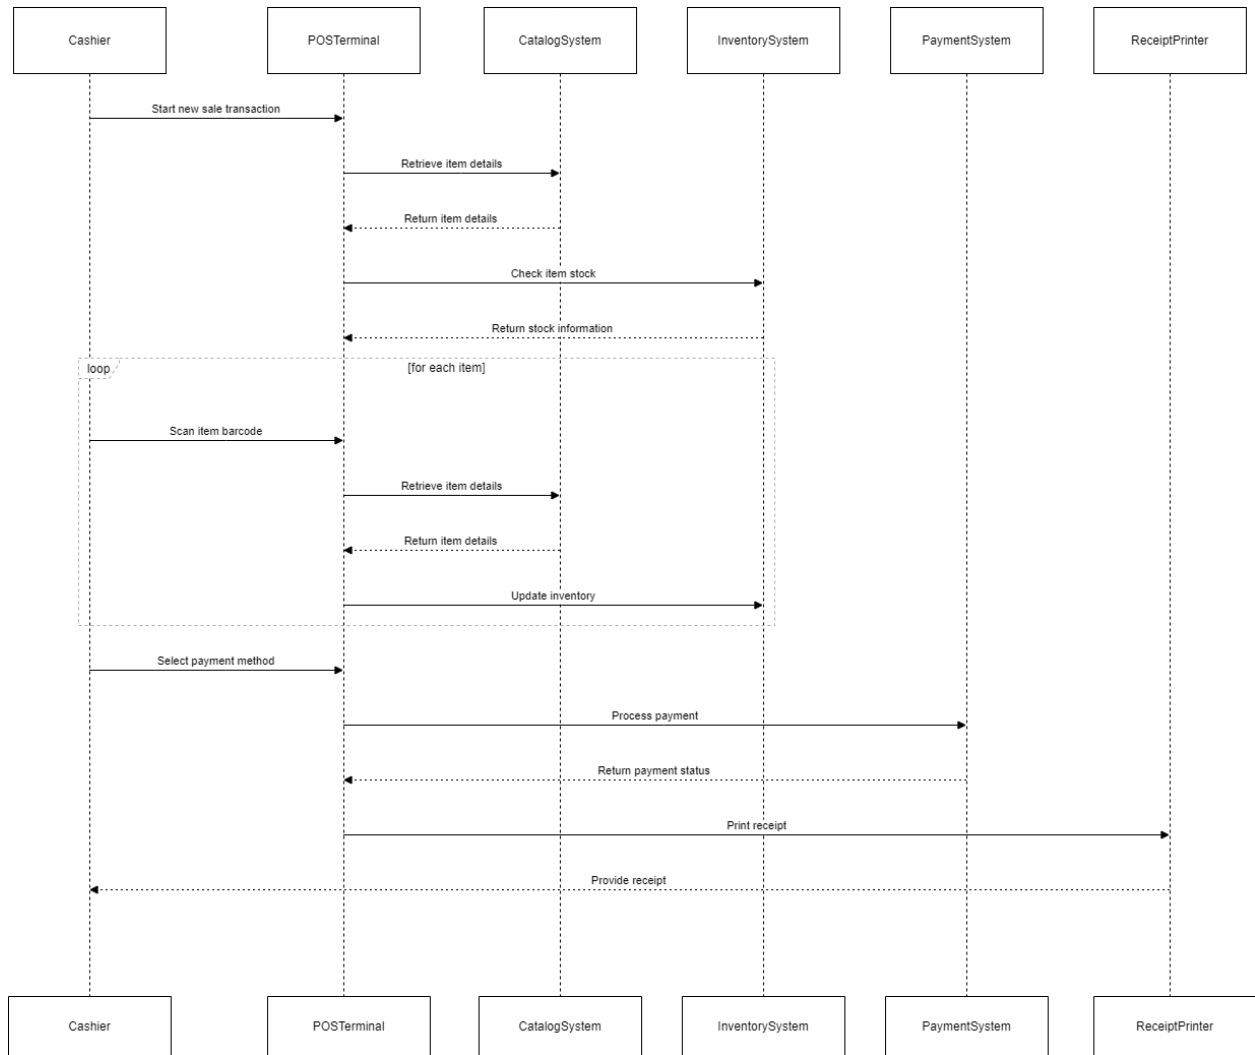 Cashier
POSTerminal
CatalogSystem
InventorySystem
PaymentSystem
ReceiptPrinter
Start new sale transaction
Retrieve item details
Return item details
Check item stock
Return stock information
loop
[for each item]
Scan item barcode
Retrieve item details
Return item details
Update inventory
Select payment method
Process payment
Return payment status
Print receipt
Provide receipt
Cashier
POSTerminal
CatalogSystem
InventorySystem
PaymentSystem
ReceiptPrinter